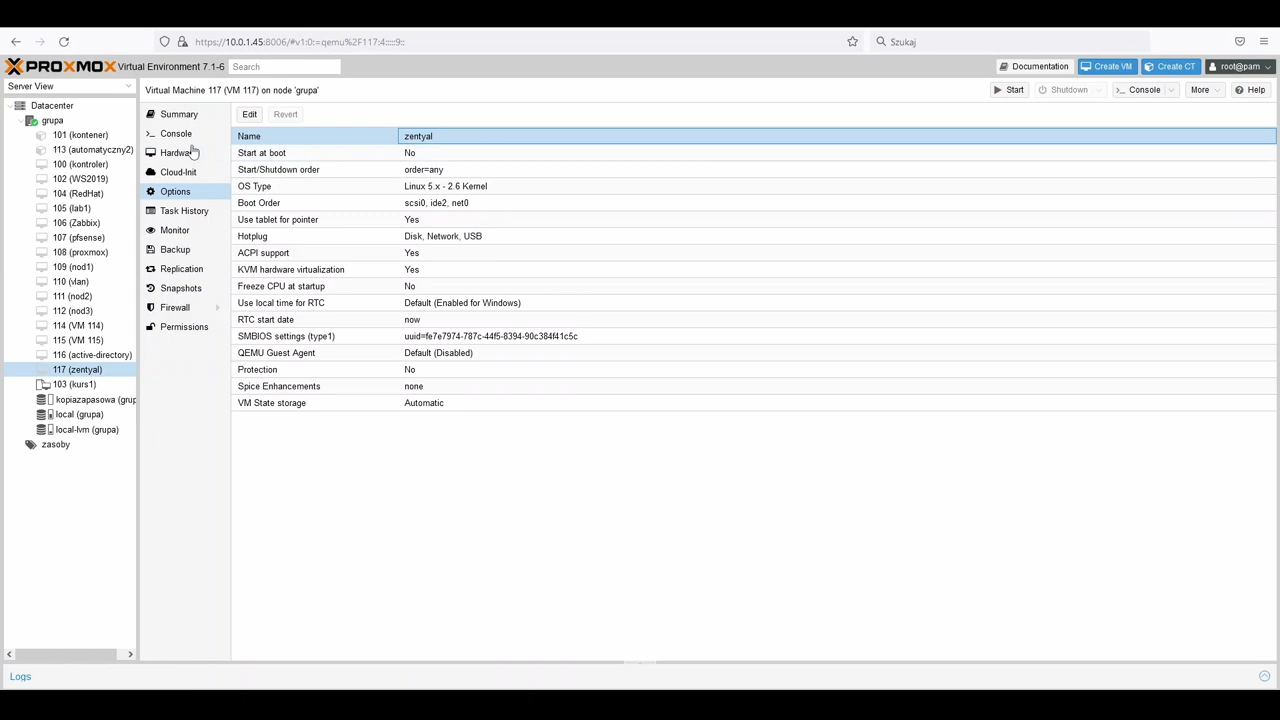 https://10.0.1.45:8006/#v1:0:=qemu%2F117:4:::::9::
Szukaj
PROXMOX Virtual Environment 7.1-6 Search
Documentation Create VM Create CT root@pam
Server View
Virtual Machine 117 (VM 117) on node 'grupa'
Start Shutdown Console More Help
Datacenter
grupa
101 (kontener)
113 (automatyczny2)
100 (kontroler)
102 (WS2019)
104 (RedHat)
105 (lab1)
106 (Zabbix)
107 (pfsense)
108 (proxmox)
109 (nod1)
110 (vlan)
111 (nod2)
112 (nod3)
114 (VM 114)
115 (VM 115)
116 (active-directory)
117 (zentyal)
103 (kurs1)
kopiazapasowa (grup
local (grupa)
local-lvm (grupa)
zasoby
Summary
Console
Hardware
Cloud-Init
Options
Task History
Monitor
Backup
Replication
Snapshots
Firewall
Permissions
Edit Revert
Name zentyal
Start at boot No
Start/Shutdown order order=any
OS Type Linux 5.x - 2.6 Kernel
Boot Order scsi0, ide2, net0
Use tablet for pointer Yes
Hotplug Disk, Network, USB
ACPI support Yes
KVM hardware virtualization Yes
Freeze CPU at startup No
Use local time for RTC Default (Enabled for Windows)
RTC start date now
SMBIOS settings (type1) uuid=fe7e7974-787c-44f5-8394-90c384f41c5c
QEMU Guest Agent Default (Disabled)
Protection No
Spice Enhancements none
VM State storage Automatic
Logs